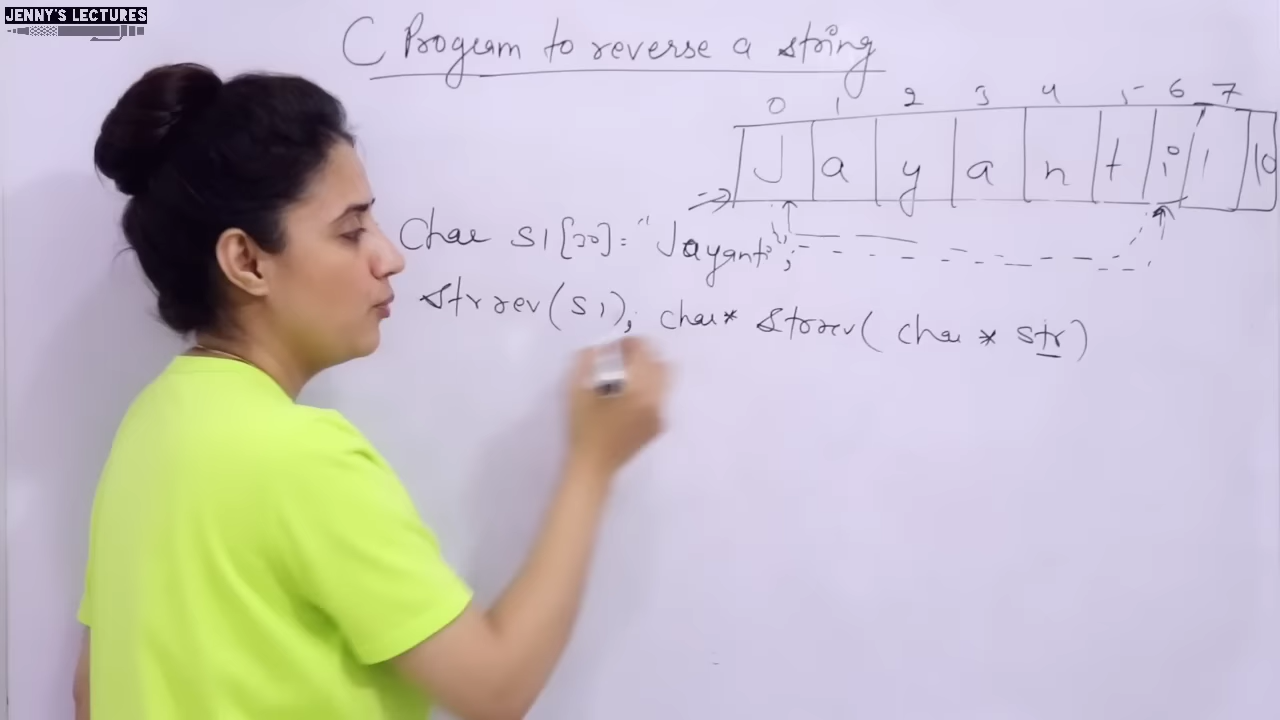 JENNY'S LECTURES
C Program to reverse a string
0 1 2 3 4 5 6 7
J a y a n t i \0
Char S1[20]= "Jayanti";
Strrev(S1); char* Strrev( char * str)